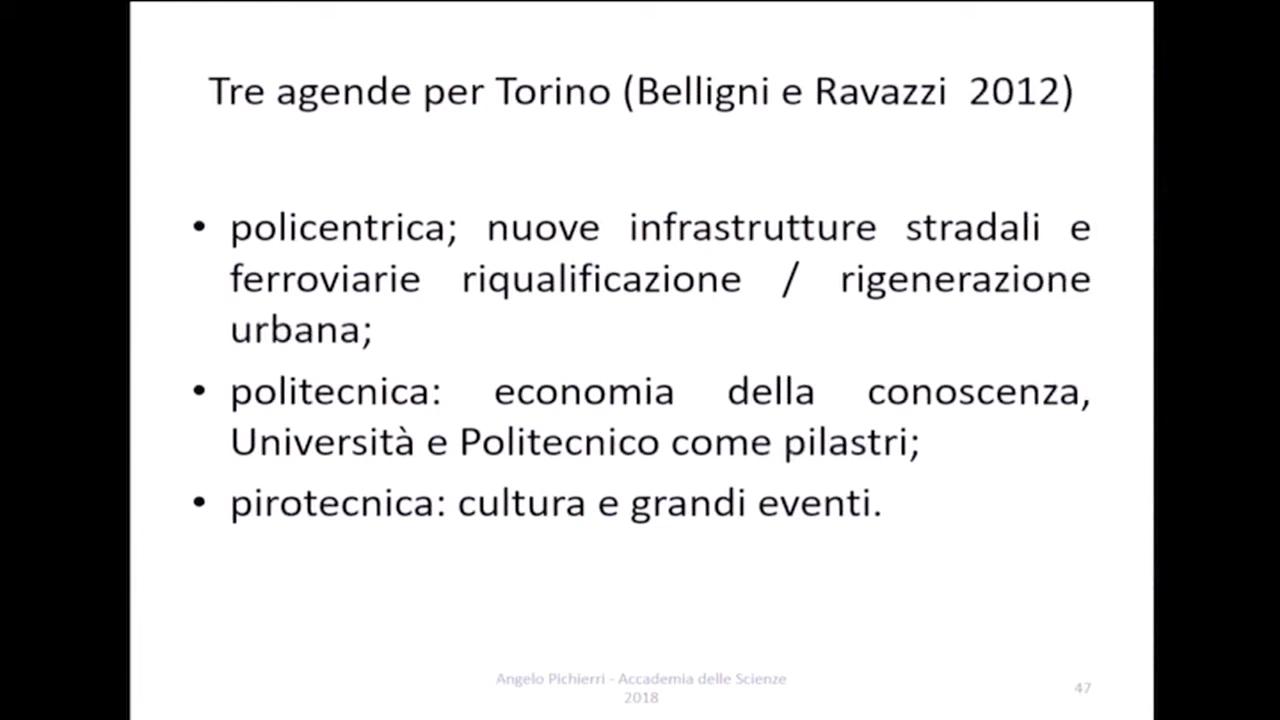 Tre agende per Torino (Belligni e Ravazzi 2012)
• policentrica; nuove infrastrutture stradali e
ferroviarie riqualificazione / rigenerazione
urbana;
• politecnica: economia della conoscenza,
Università e Politecnico come pilastri;
• pirotecnica: cultura e grandi eventi.
Angelo Pichierri - Accademia delle Scienze
2018
47